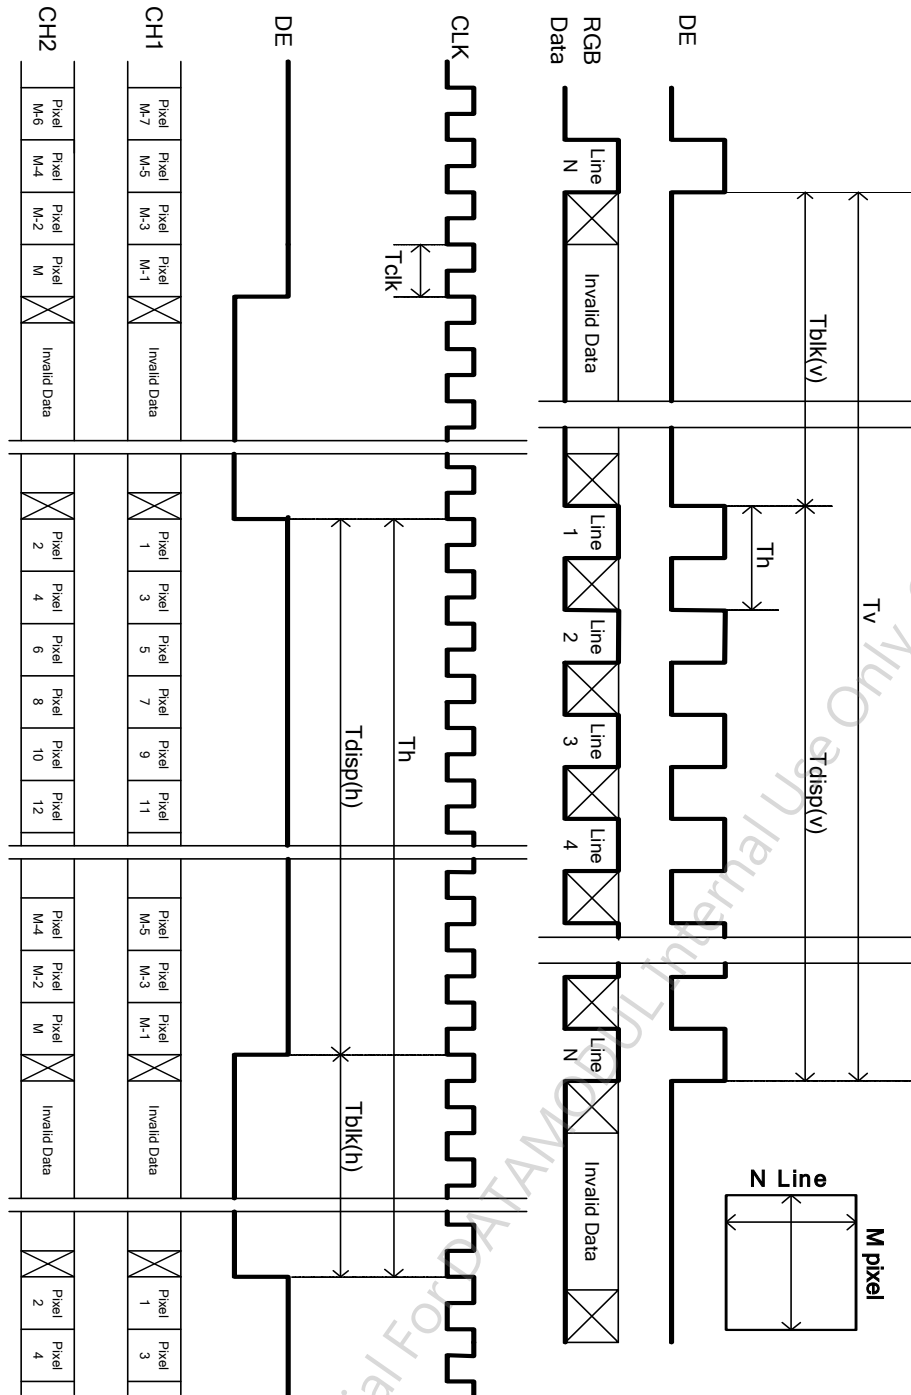 Tv
Tblk(v)
Tdisp(v)
Th
DE
RGB
Data
Line
N
Invalid Data
Line
1
Line
2
Line
3
Line
4
Line
N
Invalid Data
N Line
M pixel
CLK
Tclk
Th
Tdisp(h)
Tblk(h)
DE
CH1
Pixel
M-7
Pixel
M-5
Pixel
M-3
Pixel
M-1
Invalid Data
Pixel
1
Pixel
3
Pixel
5
Pixel
7
Pixel
9
Pixel
11
Pixel
M-5
Pixel
M-3
Pixel
M-1
Invalid Data
Pixel
1
Pixel
3
CH2
Pixel
M-6
Pixel
M-4
Pixel
M-2
Pixel
M
Invalid Data
Pixel
2
Pixel
4
Pixel
6
Pixel
8
Pixel
10
Pixel
12
Pixel
M-4
Pixel
M-2
Pixel
M
Invalid Data
Pixel
2
Pixel
4
For DATAMODUL Internal Use Only